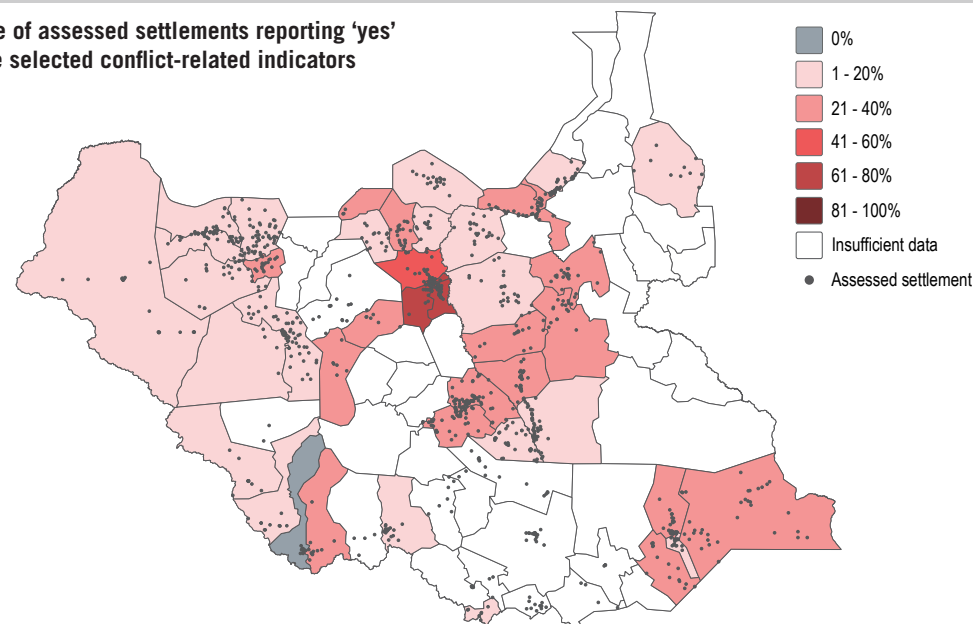 of assessed settlements reporting ‘yes’
selected conflict-related indicators
0%
1 - 20%
21 - 40%
41 - 60%
61 - 80%
81 - 100%
Insufficient data
Assessed settlement